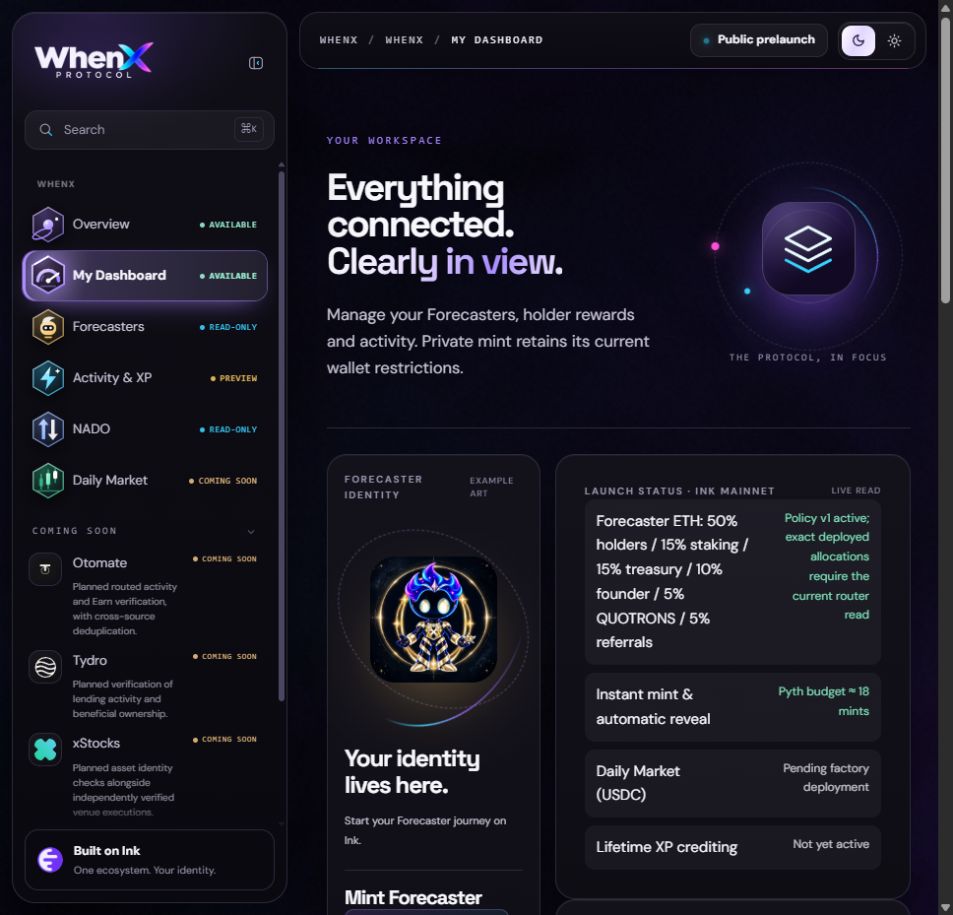 WhenX
PROTOCOL
Search
⌘K
WHENX
Overview
AVAILABLE
My Dashboard
AVAILABLE
Forecasters
READ-ONLY
Activity & XP
PREVIEW
NADO
READ-ONLY
Daily Market
COMING SOON
COMING SOON
Otomate
COMING SOON
Planned routed activity
and Earn verification,
with cross-source
deduplication.
Tydro
COMING SOON
Planned verification of
lending activity and
beneficial ownership.
xStocks
COMING SOON
Planned asset identity
checks alongside
independently verified
venue executions.
Built on Ink
One ecosystem. Your identity.
WHENX / WHENX / MY DASHBOARD
Public prelaunch
YOUR WORKSPACE
Everything
connected.
Clearly in view.
Manage your Forecasters, holder rewards
and activity. Private mint retains its current
wallet restrictions.
THE PROTOCOL, IN FOCUS
FORECASTER
IDENTITY
EXAMPLE
ART
Your identity
lives here.
Start your Forecaster journey on
Ink.
Mint Forecaster
LAUNCH STATUS · INK MAINNET
LIVE READ
Forecaster ETH: 50%
holders / 15% staking /
15% treasury / 10%
founder / 5%
QUOTRONS / 5%
referrals
Policy v1 active;
exact deployed
allocations
require the
current router
read
Instant mint &
automatic reveal
Pyth budget ≈ 18
mints
Daily Market
(USDC)
Pending factory
deployment
Lifetime XP crediting
Not yet active